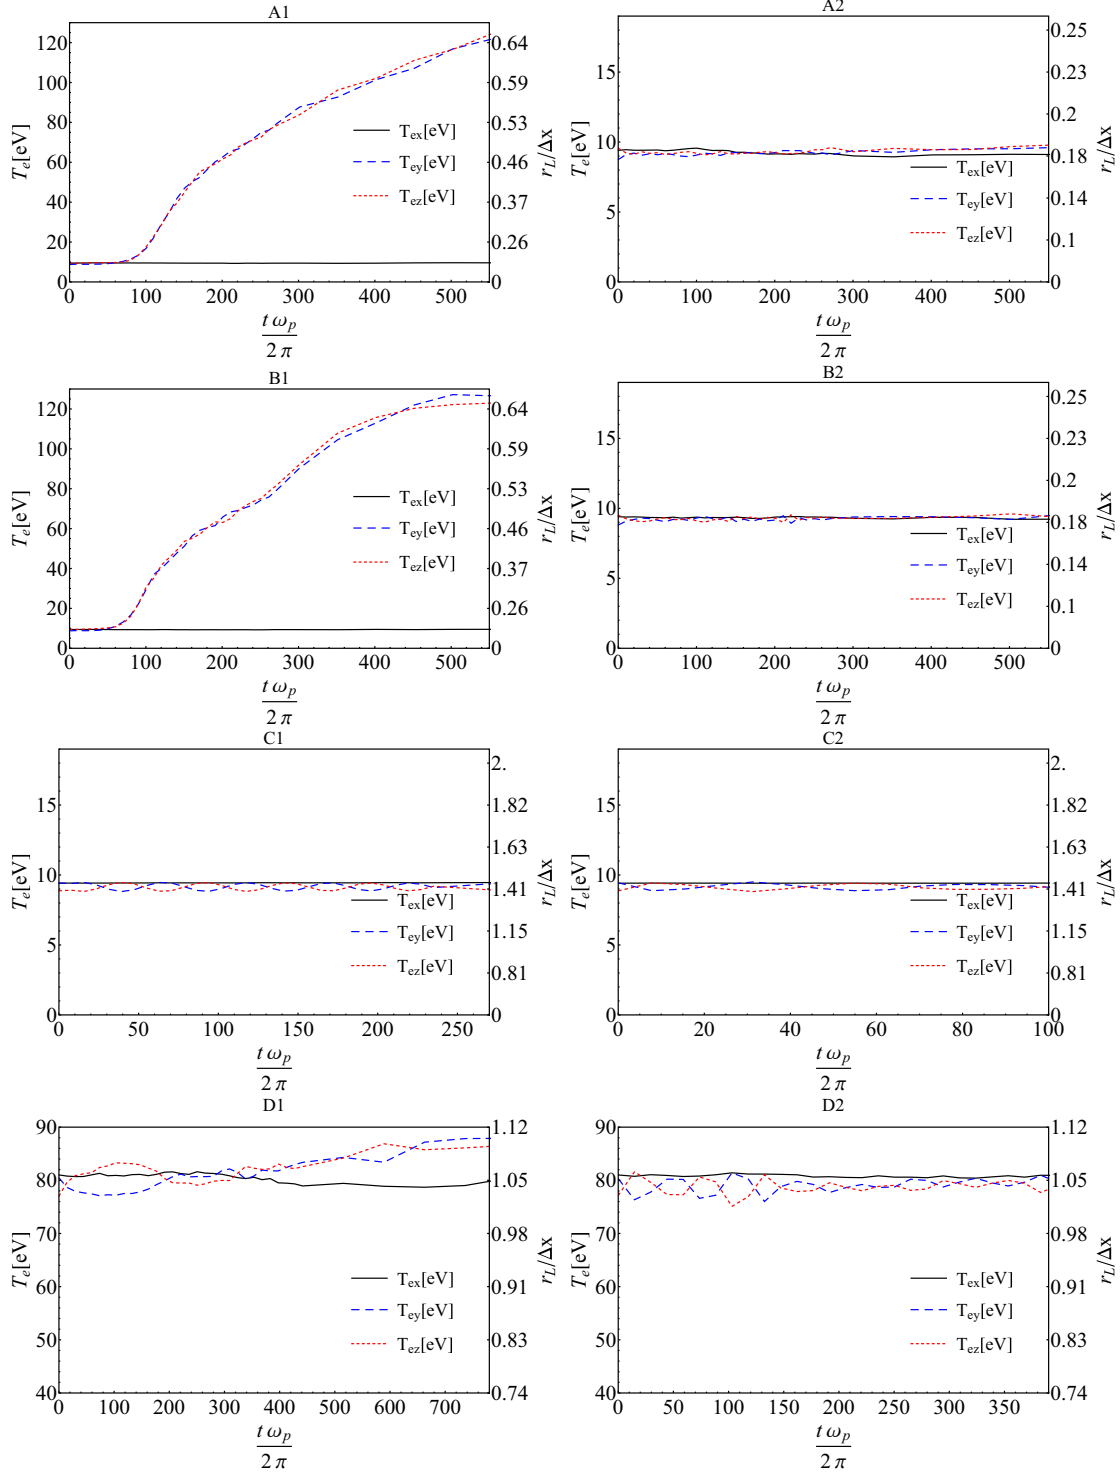 A1
T_e[eV]
120
100
80
60
40
20
0
0 100 200 300 400 500
t ω_p
2 π
0.64
0.59
0.53
0.46
0.37
0.26
0
r_L/Δx
T_ex[eV]
T_ey[eV]
T_ez[eV]
A2
T_e[eV]
15
10
5
0
0 100 200 300 400 500
t ω_p
2 π
0.25
0.23
0.2
0.18
0.14
0.1
0
r_L/Δx
T_ex[eV]
T_ey[eV]
T_ez[eV]
B1
T_e[eV]
120
100
80
60
40
20
0
0 100 200 300 400 500
t ω_p
2 π
0.64
0.59
0.53
0.46
0.37
0.26
0
r_L/Δx
T_ex[eV]
T_ey[eV]
T_ez[eV]
B2
T_e[eV]
15
10
5
0
0 100 200 300 400 500
t ω_p
2 π
0.25
0.23
0.2
0.18
0.14
0.1
0
r_L/Δx
T_ex[eV]
T_ey[eV]
T_ez[eV]
C1
T_e[eV]
15
10
5
0
0 50 100 150 200 250
t ω_p
2 π
2.
1.82
1.63
1.41
1.15
0.81
0
r_L/Δx
T_ex[eV]
T_ey[eV]
T_ez[eV]
C2
T_e[eV]
15
10
5
0
0 20 40 60 80 100
t ω_p
2 π
2.
1.82
1.63
1.41
1.15
0.81
0
r_L/Δx
T_ex[eV]
T_ey[eV]
T_ez[eV]
D1
T_e[eV]
90
80
70
60
50
40
0 100 200 300 400 500 600 700
t ω_p
2 π
1.12
1.05
0.98
0.91
0.83
0.74
r_L/Δx
T_ex[eV]
T_ey[eV]
T_ez[eV]
D2
T_e[eV]
90
80
70
60
50
40
0 50 100 150 200 250 300 350
t ω_p
2 π
1.12
1.05
0.98
0.91
0.83
0.74
r_L/Δx
T_ex[eV]
T_ey[eV]
T_ez[eV]